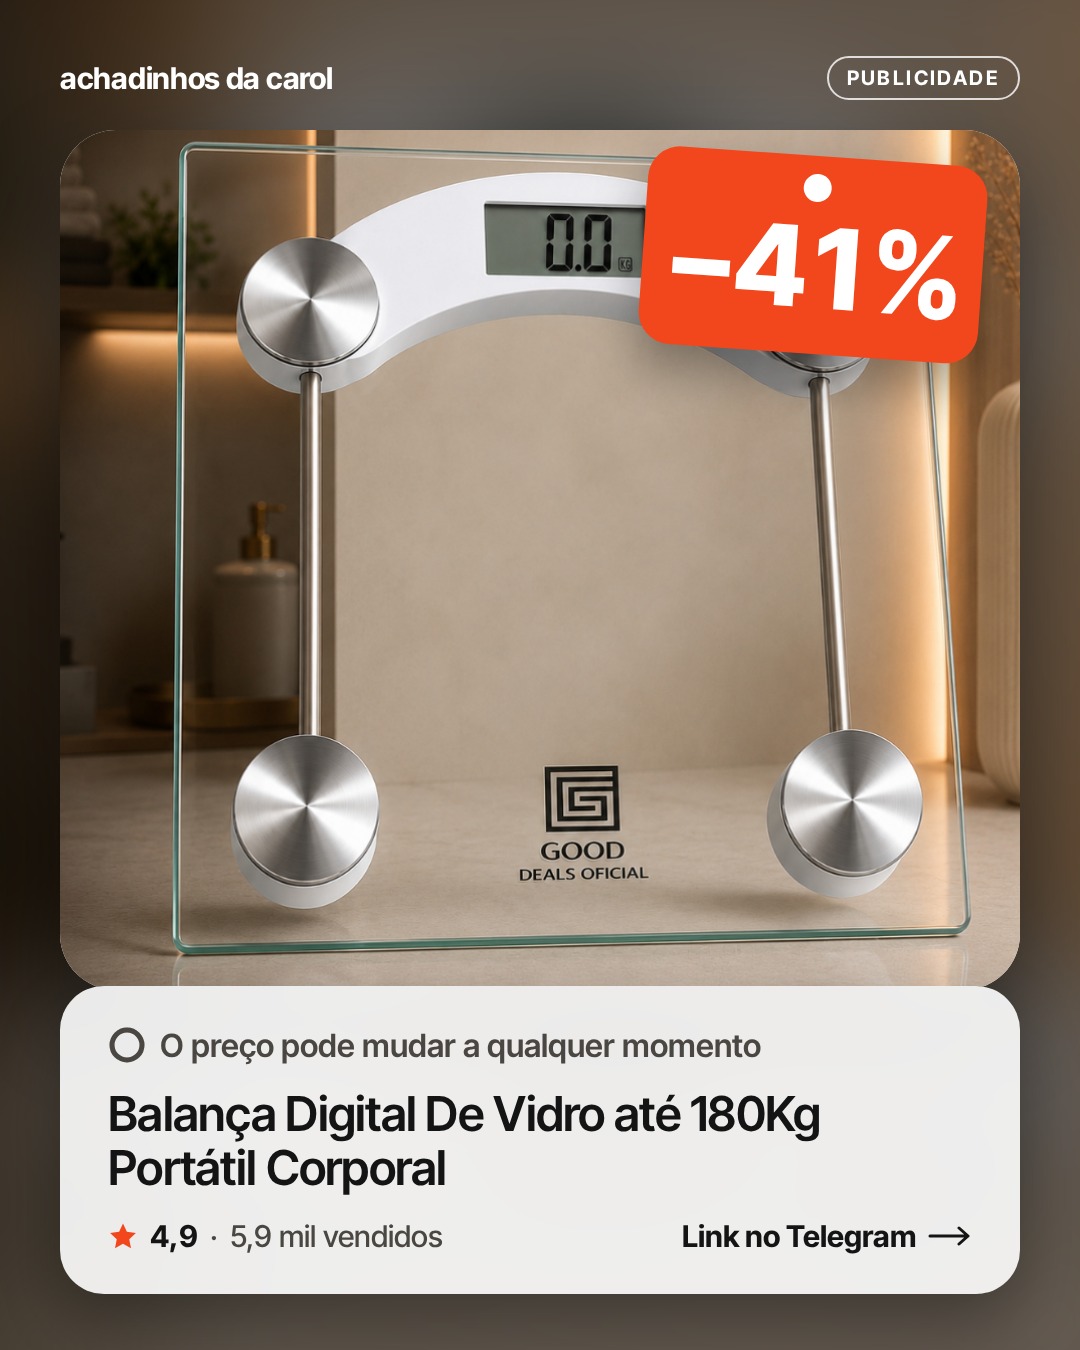 achadinhos da carol
PUBLICIDADE
0.0
KG
–41%
GOOD
DEALS OFICIAL
O preço pode mudar a qualquer momento
Balança Digital De Vidro até 180Kg
Portátil Corporal
4,9 · 5,9 mil vendidos
Link no Telegram →